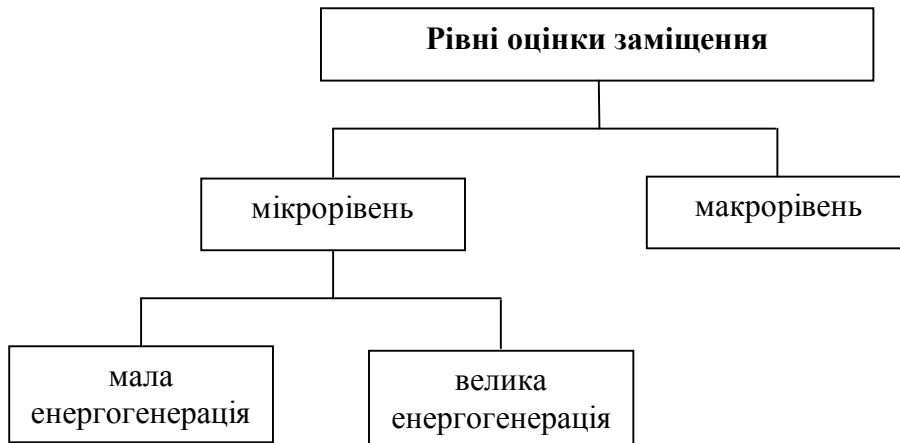 Рівні оцінки заміщення
мікрорівень
макрорівень
мала
енергогенерація
велика
енергогенерація